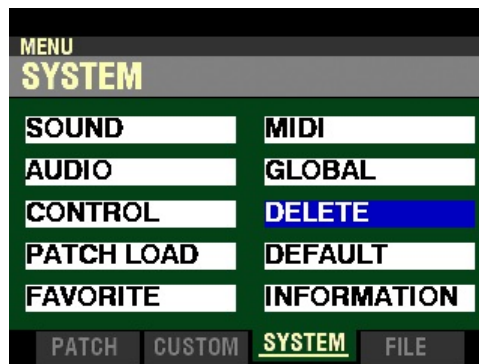 MENU
SYSTEM
SOUND
MIDI
AUDIO
GLOBAL
CONTROL
DELETE
PATCH LOAD
DEFAULT
FAVORITE
INFORMATION
PATCH
CUSTOM
SYSTEM
FILE